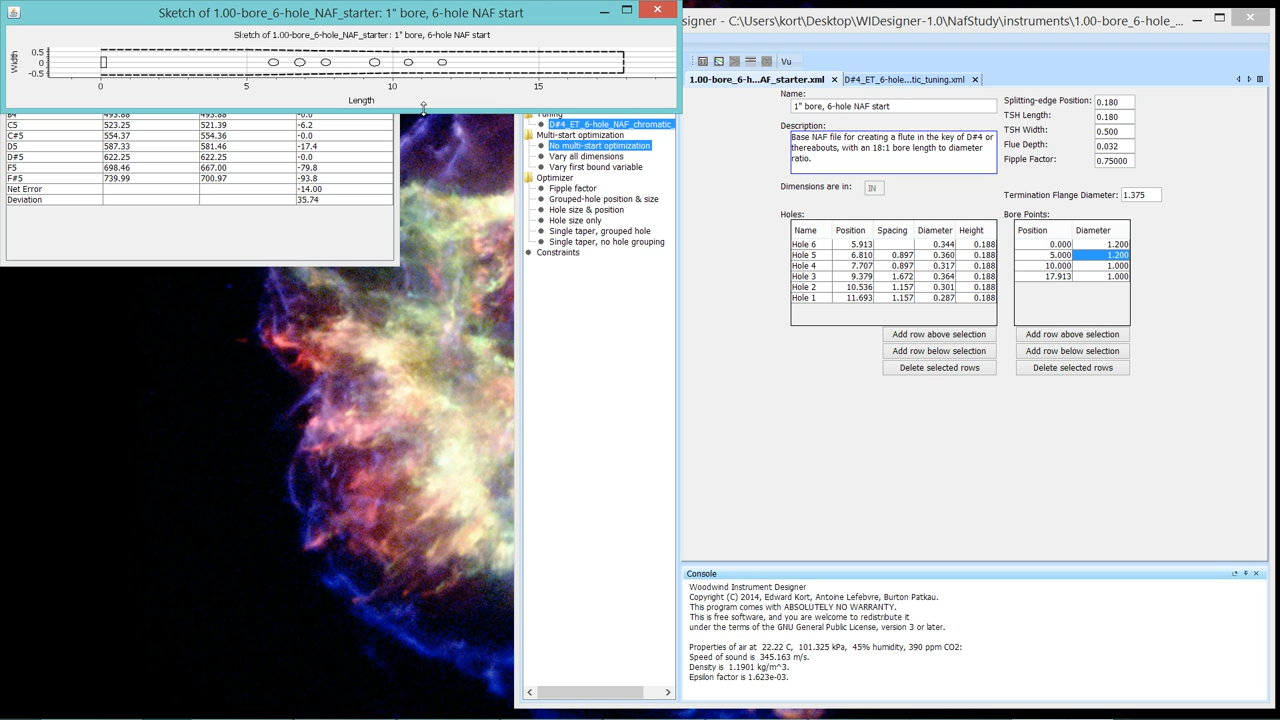 Sketch of 1.00-bore_6-hole_NAF_starter: 1" bore, 6-hole NAF start
Sketch of 1.00-bore_6-hole_NAF_starter: 1" bore, 6-hole NAF start
Width
0.5
0.0
-0.5
0 5 10 15
Length
B4 493.88 493.88 -0.0
C5 523.25 521.39 -6.2
C#5 554.37 554.36 -0.0
D5 587.33 581.46 -17.4
D#5 622.25 622.25 -0.0
F5 698.46 667.00 -79.8
F#5 739.99 700.97 -93.8
Net Error -14.00
Deviation 35.74
signer - C:\Users\kort\Desktop\WIDesigner-1.0\NafStudy\instruments\1.00-bore_6-hole_...
Vu
1.00-bore_6-h...AF_starter.xml
D#4_ET_6-hole...tic_tuning.xml
Tuning
D#4_ET_6-hole_NAF_chromatic_
Multi-start optimization
No multi-start optimization
Vary all dimensions
Vary first bound variable
Optimizer
Fipple factor
Grouped-hole position & size
Hole size & position
Hole size only
Single taper, grouped hole
Single taper, no hole grouping
Constraints
Name:
1" bore, 6-hole NAF start
Description:
Base NAF file for creating a flute in the key of D#4 or
thereabouts, with an 18:1 bore length to diameter
ratio.
Dimensions are in: IN
Splitting-edge Position: 0.180
TSH Length: 0.180
TSH Width: 0.500
Flue Depth: 0.032
Fipple Factor: 0.75000
Termination Flange Diameter: 1.375
Holes:
Name Position Spacing Diameter Height
Hole 6 5.913 0.344 0.188
Hole 5 6.810 0.897 0.360 0.188
Hole 4 7.707 0.897 0.317 0.188
Hole 3 9.379 1.672 0.364 0.188
Hole 2 10.536 1.157 0.301 0.188
Hole 1 11.693 1.157 0.287 0.188
Add row above selection
Add row below selection
Delete selected rows
Bore Points:
Position Diameter
0.000 1.200
5.000 1.200
10.000 1.000
17.913 1.000
Add row above selection
Add row below selection
Delete selected rows
Console
Woodwind Instrument Designer
Copyright (C) 2014, Edward Kort, Antoine Lefebvre, Burton Patkau.
This program comes with ABSOLUTELY NO WARRANTY.
This is free software, and you are welcome to redistribute it
under the terms of the GNU General Public License, version 3 or later.
Properties of air at 22.22 C, 101.325 kPa, 45% humidity, 390 ppm CO2:
Speed of sound is 345.163 m/s.
Density is 1.1901 kg/m^3.
Epsilon factor is 1.623e-03.